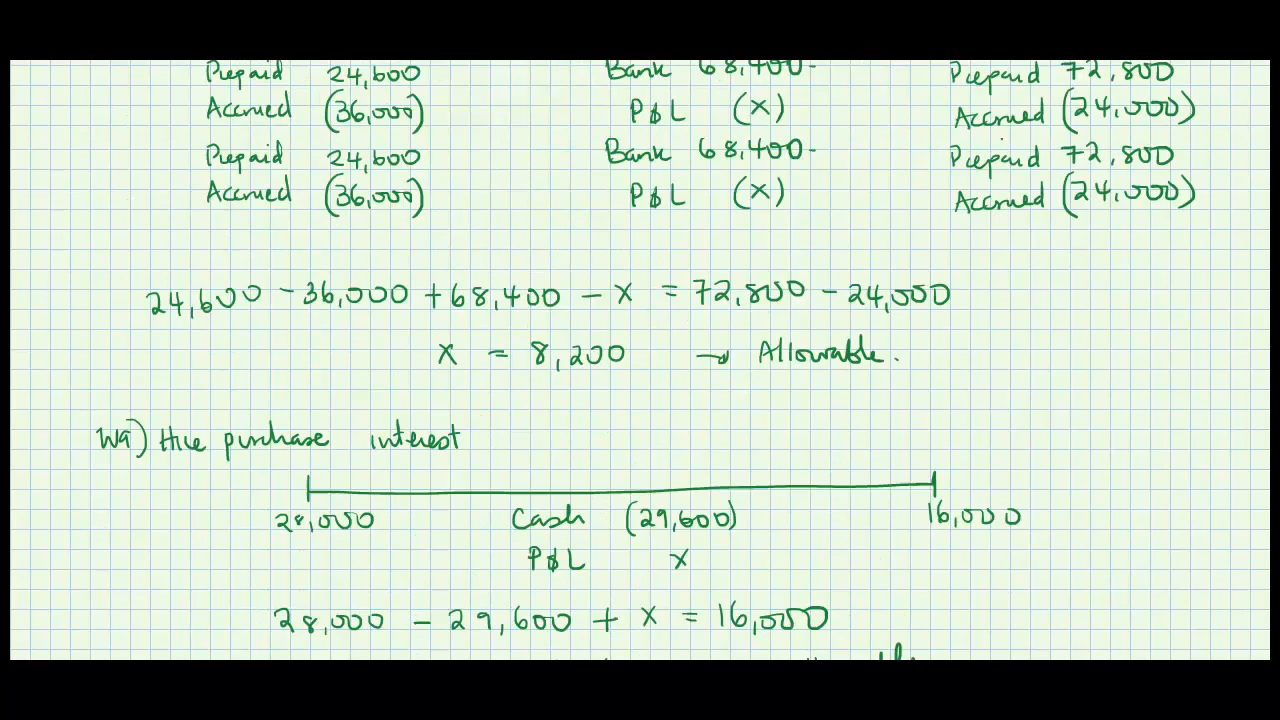 Prepaid 24,600 Bank 68,400- Prepaid 72,800
Accrued (36,000) P$L (x) Accrued (24,000)
Prepaid 24,600 Bank 68,400- Prepaid 72,800
Accrued (36,000) P$L (x) Accrued (24,000)
24,600 - 36,000 + 68,400 - x = 72,800 - 24,000
x = 8,200 → Allowable.
W9) Hire purchase interest
28,000 Cash (29,600) 16,000
P$L x
28,000 - 29,600 + x = 16,000